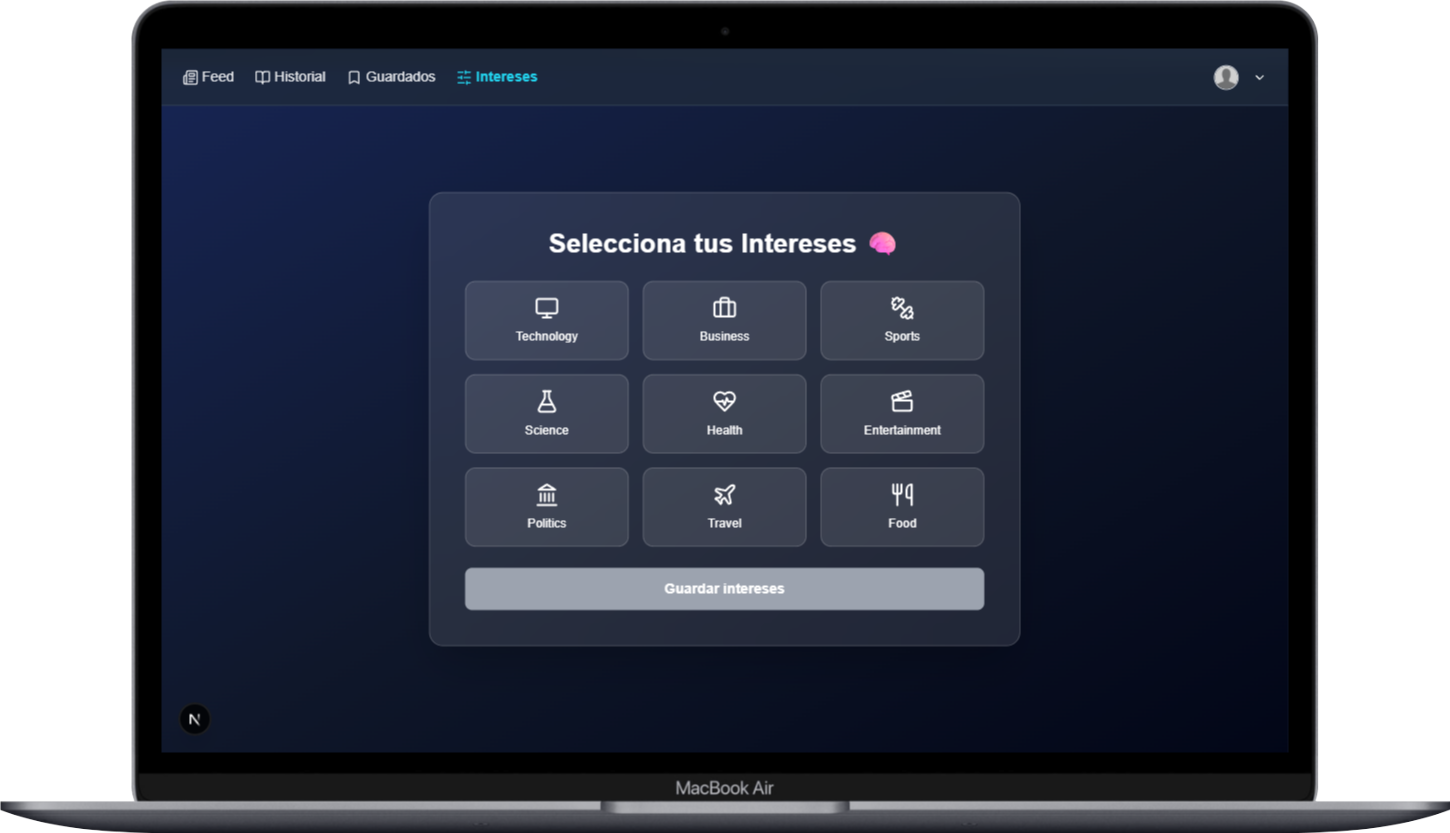 Feed Historial Guardados Intereses
Selecciona tus Intereses
Technology Business Sports
Science Health Entertainment
Politics Travel Food
Guardar intereses
N
MacBook Air